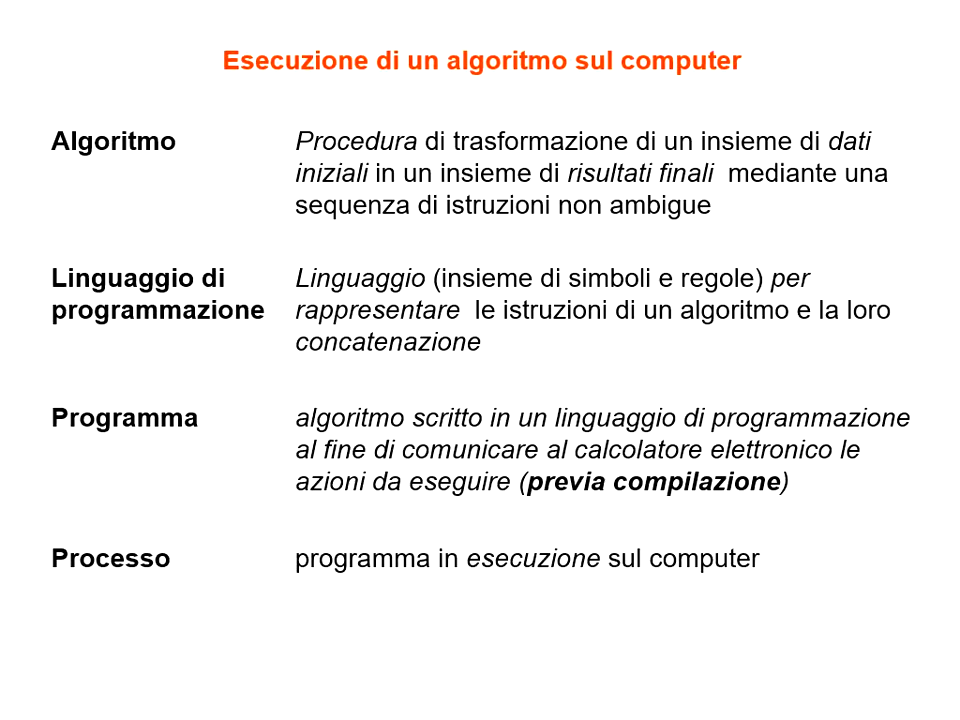 Esecuzione di un algoritmo sul computer
Algoritmo
Procedura di trasformazione di un insieme di dati
iniziali in un insieme di risultati finali mediante una
sequenza di istruzioni non ambigue
Linguaggio di
programmazione
Linguaggio (insieme di simboli e regole) per
rappresentare le istruzioni di un algoritmo e la loro
concatenazione
Programma
algoritmo scritto in un linguaggio di programmazione
al fine di comunicare al calcolatore elettronico le
azioni da eseguire (previa compilazione)
Processo
programma in esecuzione sul computer